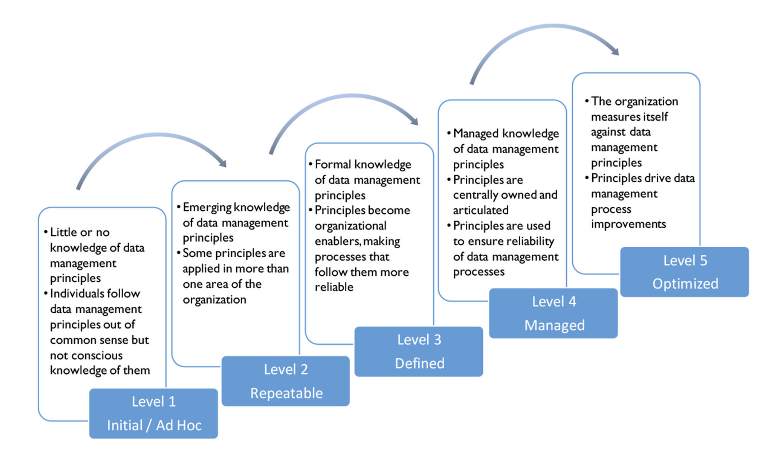 • Little or no
knowledge of data
management
principles
• Individuals follow
data management
principles out of
common sense but
not conscious
knowledge of them
Level 1
Initial / Ad Hoc
• Emerging knowledge
of data management
principles
• Some principles are
applied in more than
one area of the
organization
Level 2
Repeatable
• Formal knowledge
of data management
principles
• Principles become
organizational
enablers, making
processes that
follow them more
reliable
Level 3
Defined
• Managed knowledge
of data management
principles
• Principles are
centrally owned and
articulated
• Principles are used
to ensure reliability
of data management
processes
Level 4
Managed
• The organization
measures itself
against data
management
principles
• Principles drive data
management
process
improvements
Level 5
Optimized